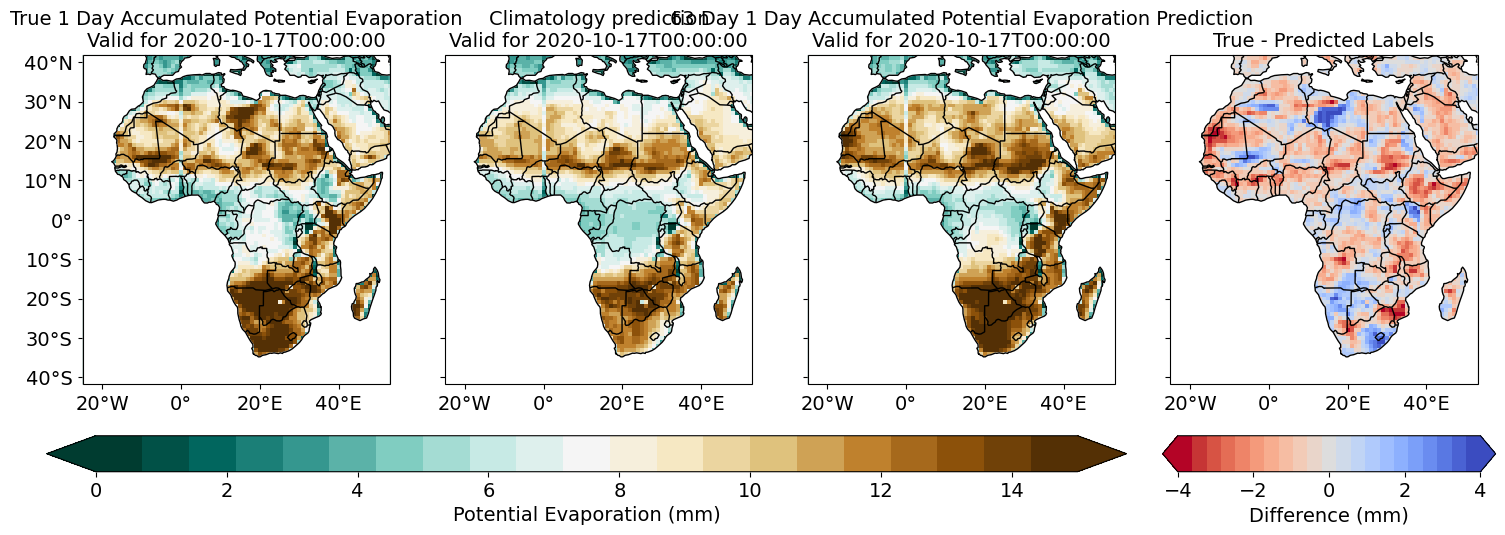 True 1 Day Accumulated Potential Evaporation
Valid for 2020-10-17T00:00:00
Climatology prediction
Valid for 2020-10-17T00:00:00
63 Day 1 Day Accumulated Potential Evaporation Prediction
Valid for 2020-10-17T00:00:00
True - Predicted Labels
40°N
30°N
20°N
10°N
0°
10°S
20°S
30°S
40°S
20°W 0° 20°E 40°E
20°W 0° 20°E 40°E
20°W 0° 20°E 40°E
20°W 0° 20°E 40°E
0 2 4 6 8 10 12 14
Potential Evaporation (mm)
−4 −2 0 2 4
Difference (mm)